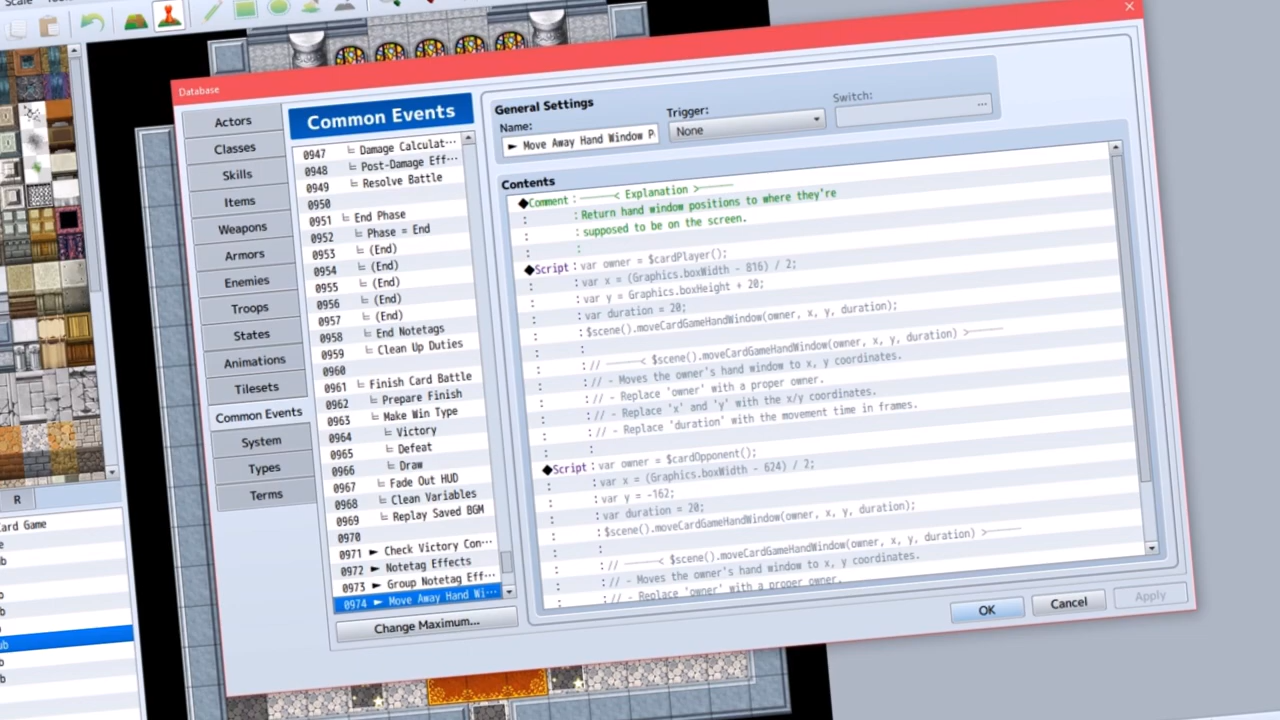 Scale
Database
Actors
Classes
Skills
Items
Weapons
Armors
Enemies
Troops
States
Animations
Tilesets
Common Events
System
Types
Terms
Common Events
0947 ∟ Damage Calculat···
0948 ∟ Post-Damage Eff···
0949 ∟ Resolve Battle
0950
0951 ∟ End Phase
0952 ∟ Phase = End
0953 ∟ (End)
0954 ∟ (End)
0955 ∟ (End)
0956 ∟ (End)
0957 ∟ (End)
0958 ∟ End Notetags
0959 ∟ Clean Up Duties
0960
0961 ∟ Finish Card Battle
0962 ∟ Prepare Finish
0963 ∟ Make Win Type
0964 ∟ Victory
0965 ∟ Defeat
0966 ∟ Draw
0967 ∟ Fade Out HUD
0968 ∟ Clean Variables
0969 ∟ Replay Saved BGM
0970
0971 ► Check Victory Con···
0972 ► Notetag Effects
0973 ► Group Notetag Eff···
0974 ► Move Away Hand Wi···
Change Maximum...
General Settings
Name:
► Move Away Hand Window P
Trigger:
None
Switch:
...
Contents
◆Comment : ―――< Explanation >―――
: : Return hand window positions to where they're
: : supposed to be on the screen.
: :
◆Script : var owner = $cardPlayer();
: : var x = (Graphics.boxWidth - 816) / 2;
: : var y = Graphics.boxHeight + 20;
: : var duration = 20;
: : $scene().moveCardGameHandWindow(owner, x, y, duration);
: :
: : // ―――< $scene().moveCardGameHandWindow(owner, x, y, duration) >―――
: : // - Moves the owner's hand window to x, y coordinates.
: : // - Replace 'owner' with a proper owner.
: : // - Replace 'x' and 'y' with the x/y coordinates.
: : // - Replace 'duration' with the movement time in frames.
: :
◆Script : var owner = $cardOpponent();
: : var x = (Graphics.boxWidth - 624) / 2;
: : var y = -162;
: : var duration = 20;
: : $scene().moveCardGameHandWindow(owner, x, y, duration);
: :
: : // ―――< $scene().moveCardGameHandWindow(owner, x, y, duration) >―――
: : // - Moves the owner's hand window to x, y coordinates.
: : // - Replace 'owner' with a proper owner.
OK
Cancel
Apply
R
ard Game